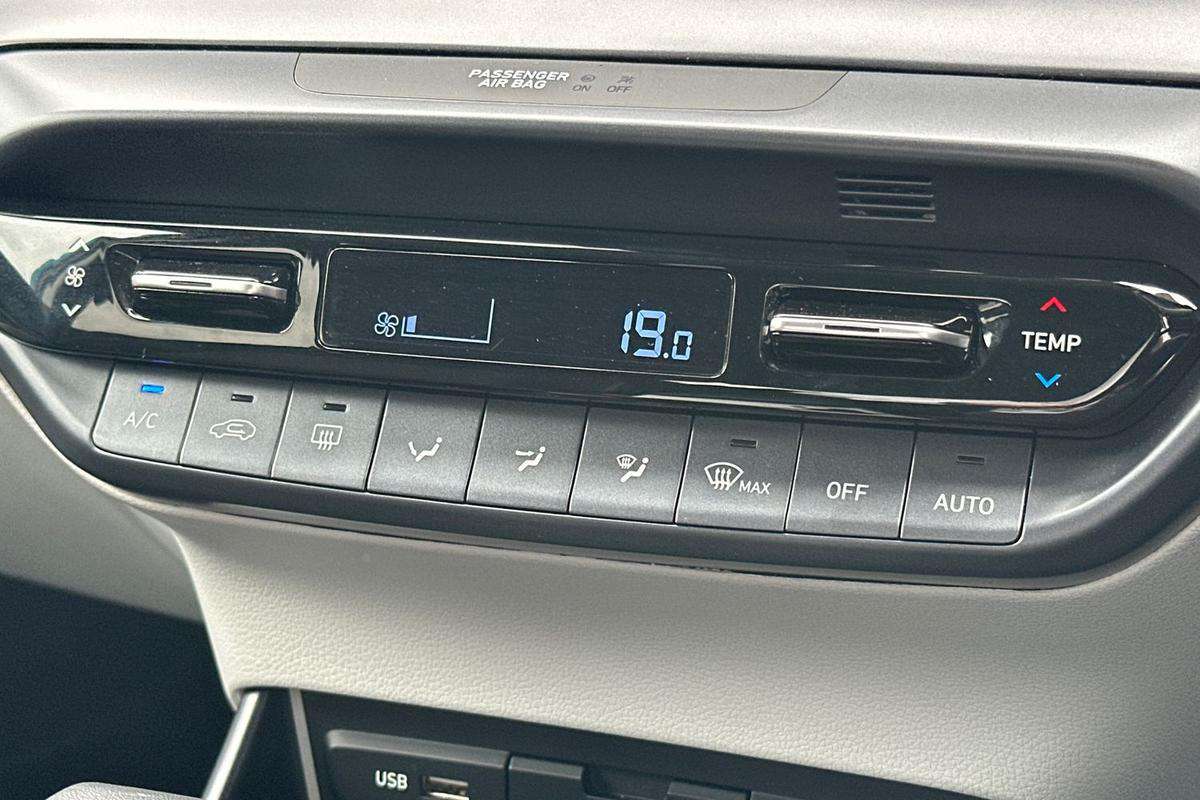 PASSENGER
AIR BAG
ON OFF
19.0
TEMP
A/C
MAX
OFF
AUTO
USB